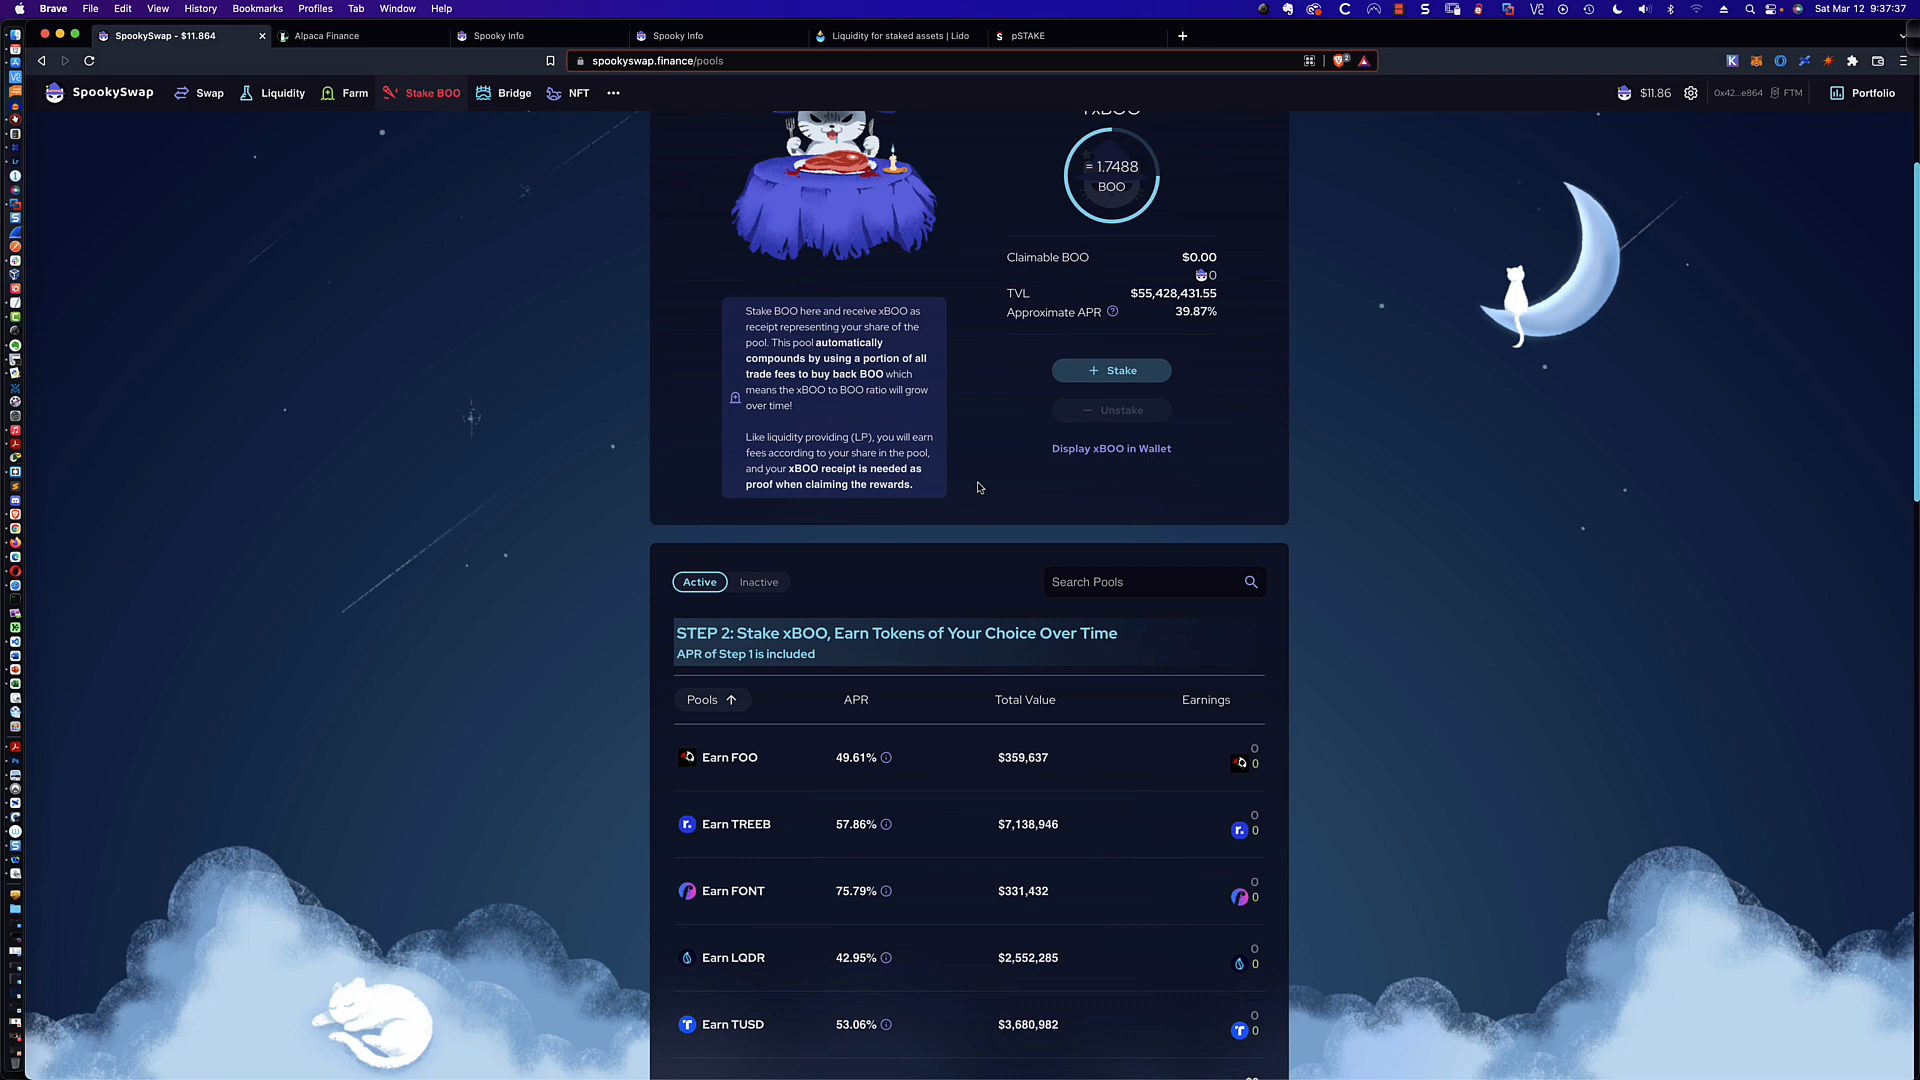 Brave File Edit View History Bookmarks Profiles Tab Window Help
Sat Mar 12 9:37:37
SpookySwap - $11.864
Alpaca Finance
Spooky Info
Spooky Info
Liquidity for staked assets | Lido
pSTAKE
spookyswap.finance/pools
SpookySwap
Swap
Liquidity
Farm
Stake BOO
Bridge
NFT
$11.86
0x42...e864
FTM
Portfolio
1 xBOO
= 1.7488
BOO
Claimable BOO
$0.00
0
TVL
$55,428,431.55
Approximate APR
39.87%
Stake BOO here and receive xBOO as
receipt representing your share of the
pool. This pool automatically
compounds by using a portion of all
trade fees to buy back BOO which
means the xBOO to BOO ratio will grow
over time!
Like liquidity providing (LP), you will earn
fees according to your share in the pool,
and your xBOO receipt is needed as
proof when claiming the rewards.
+ Stake
− Unstake
Display xBOO in Wallet
Active
Inactive
Search Pools
STEP 2: Stake xBOO, Earn Tokens of Your Choice Over Time
APR of Step 1 is included
Pools
APR
Total Value
Earnings
Earn FOO
49.61%
$359,637
0
0
Earn TREEB
57.86%
$7,138,946
0
0
Earn FONT
75.79%
$331,432
0
0
Earn LQDR
42.95%
$2,552,285
0
0
Earn TUSD
53.06%
$3,680,982
0
0